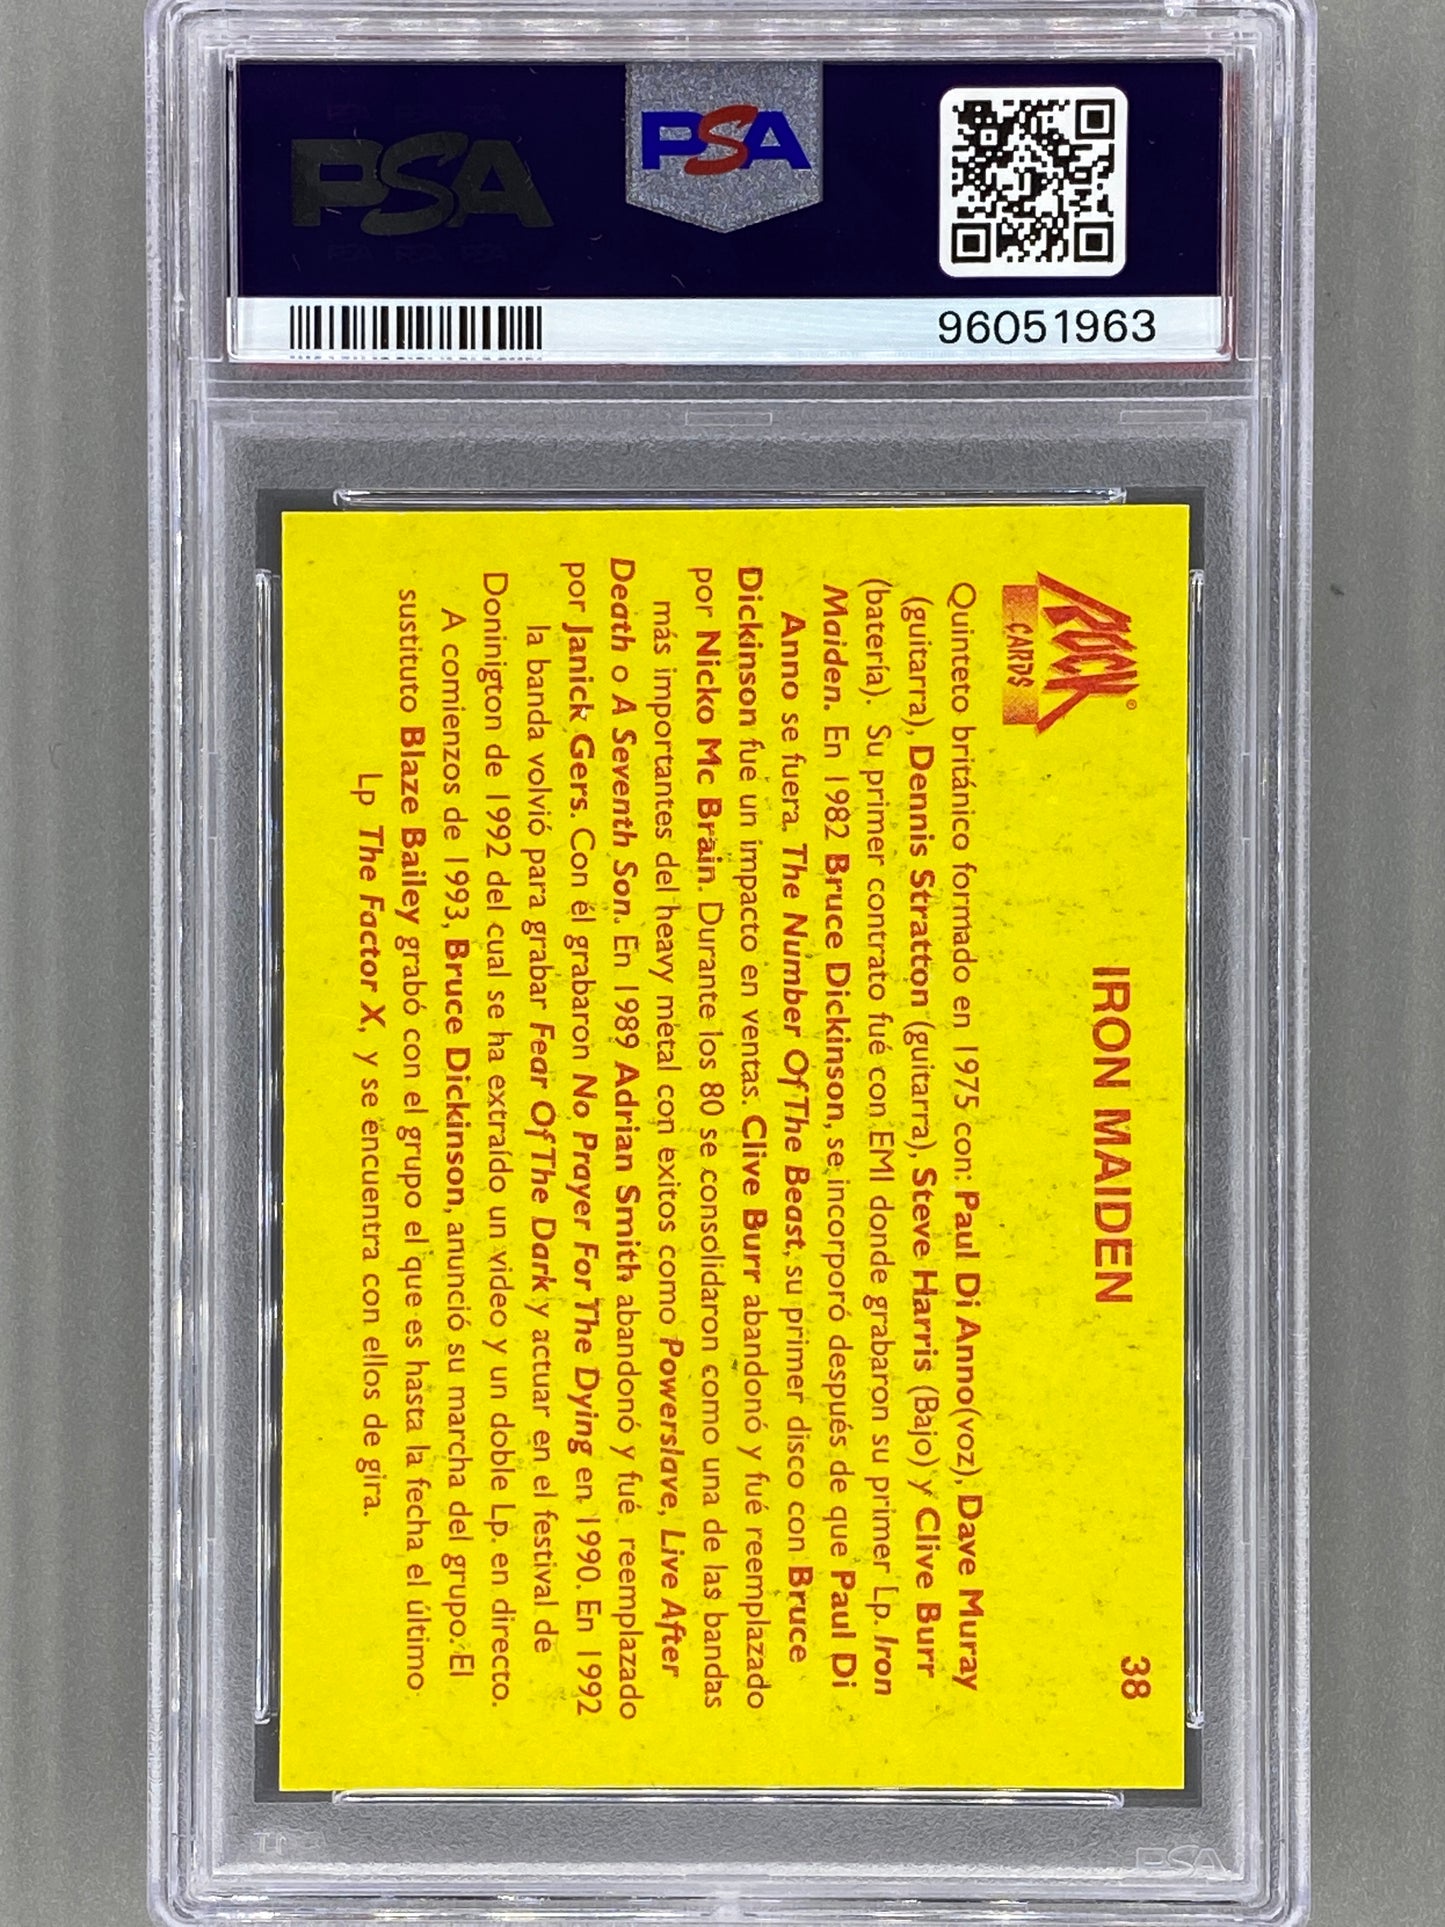 PSA
PSA
96051963
ROCK®
CARDS
IRON MAIDEN
38
Quinteto británico formado en 1975 con: Paul Di Anno(voz), Dave Muray
(guitarra), Dennis Stratton (guitarra), Steve Harris (Bajo) y Clive Burr
(batería). Su primer contrato fué con EMI donde grabaron su primer Lp. Iron
Maiden. En 1982 Bruce Dickinson, se incorporó después de que Paul Di
Anno se fuera. The Number Of The Beast, su primer disco con Bruce
Dickinson fue un impacto en ventas. Clive Burr abandonó y fué reemplazado
por Nicko Mc Brain. Durante los 80 se consolidaron como una de las bandas
más importantes del heavy metal con exitos como Powerslave, Live After
Death o A Seventh Son. En 1989 Adrian Smith abandonó y fué reemplazado
por Janick Gers. Con él grabaron No Prayer For The Dying en 1990. En 1992
la banda volvió para grabar Fear Of The Dark y actuar en el festival de
Doninigton de 1992 del cual se ha extraído un video y un doble Lp. en directo.
A comienzos de 1993, Bruce Dickinson, anunció su marcha del grupo. El
sustituto Blaze Bailey grabó con el grupo el que es hasta la fecha el último
Lp The Factor X, y se encuentra con ellos de gira.
PSA